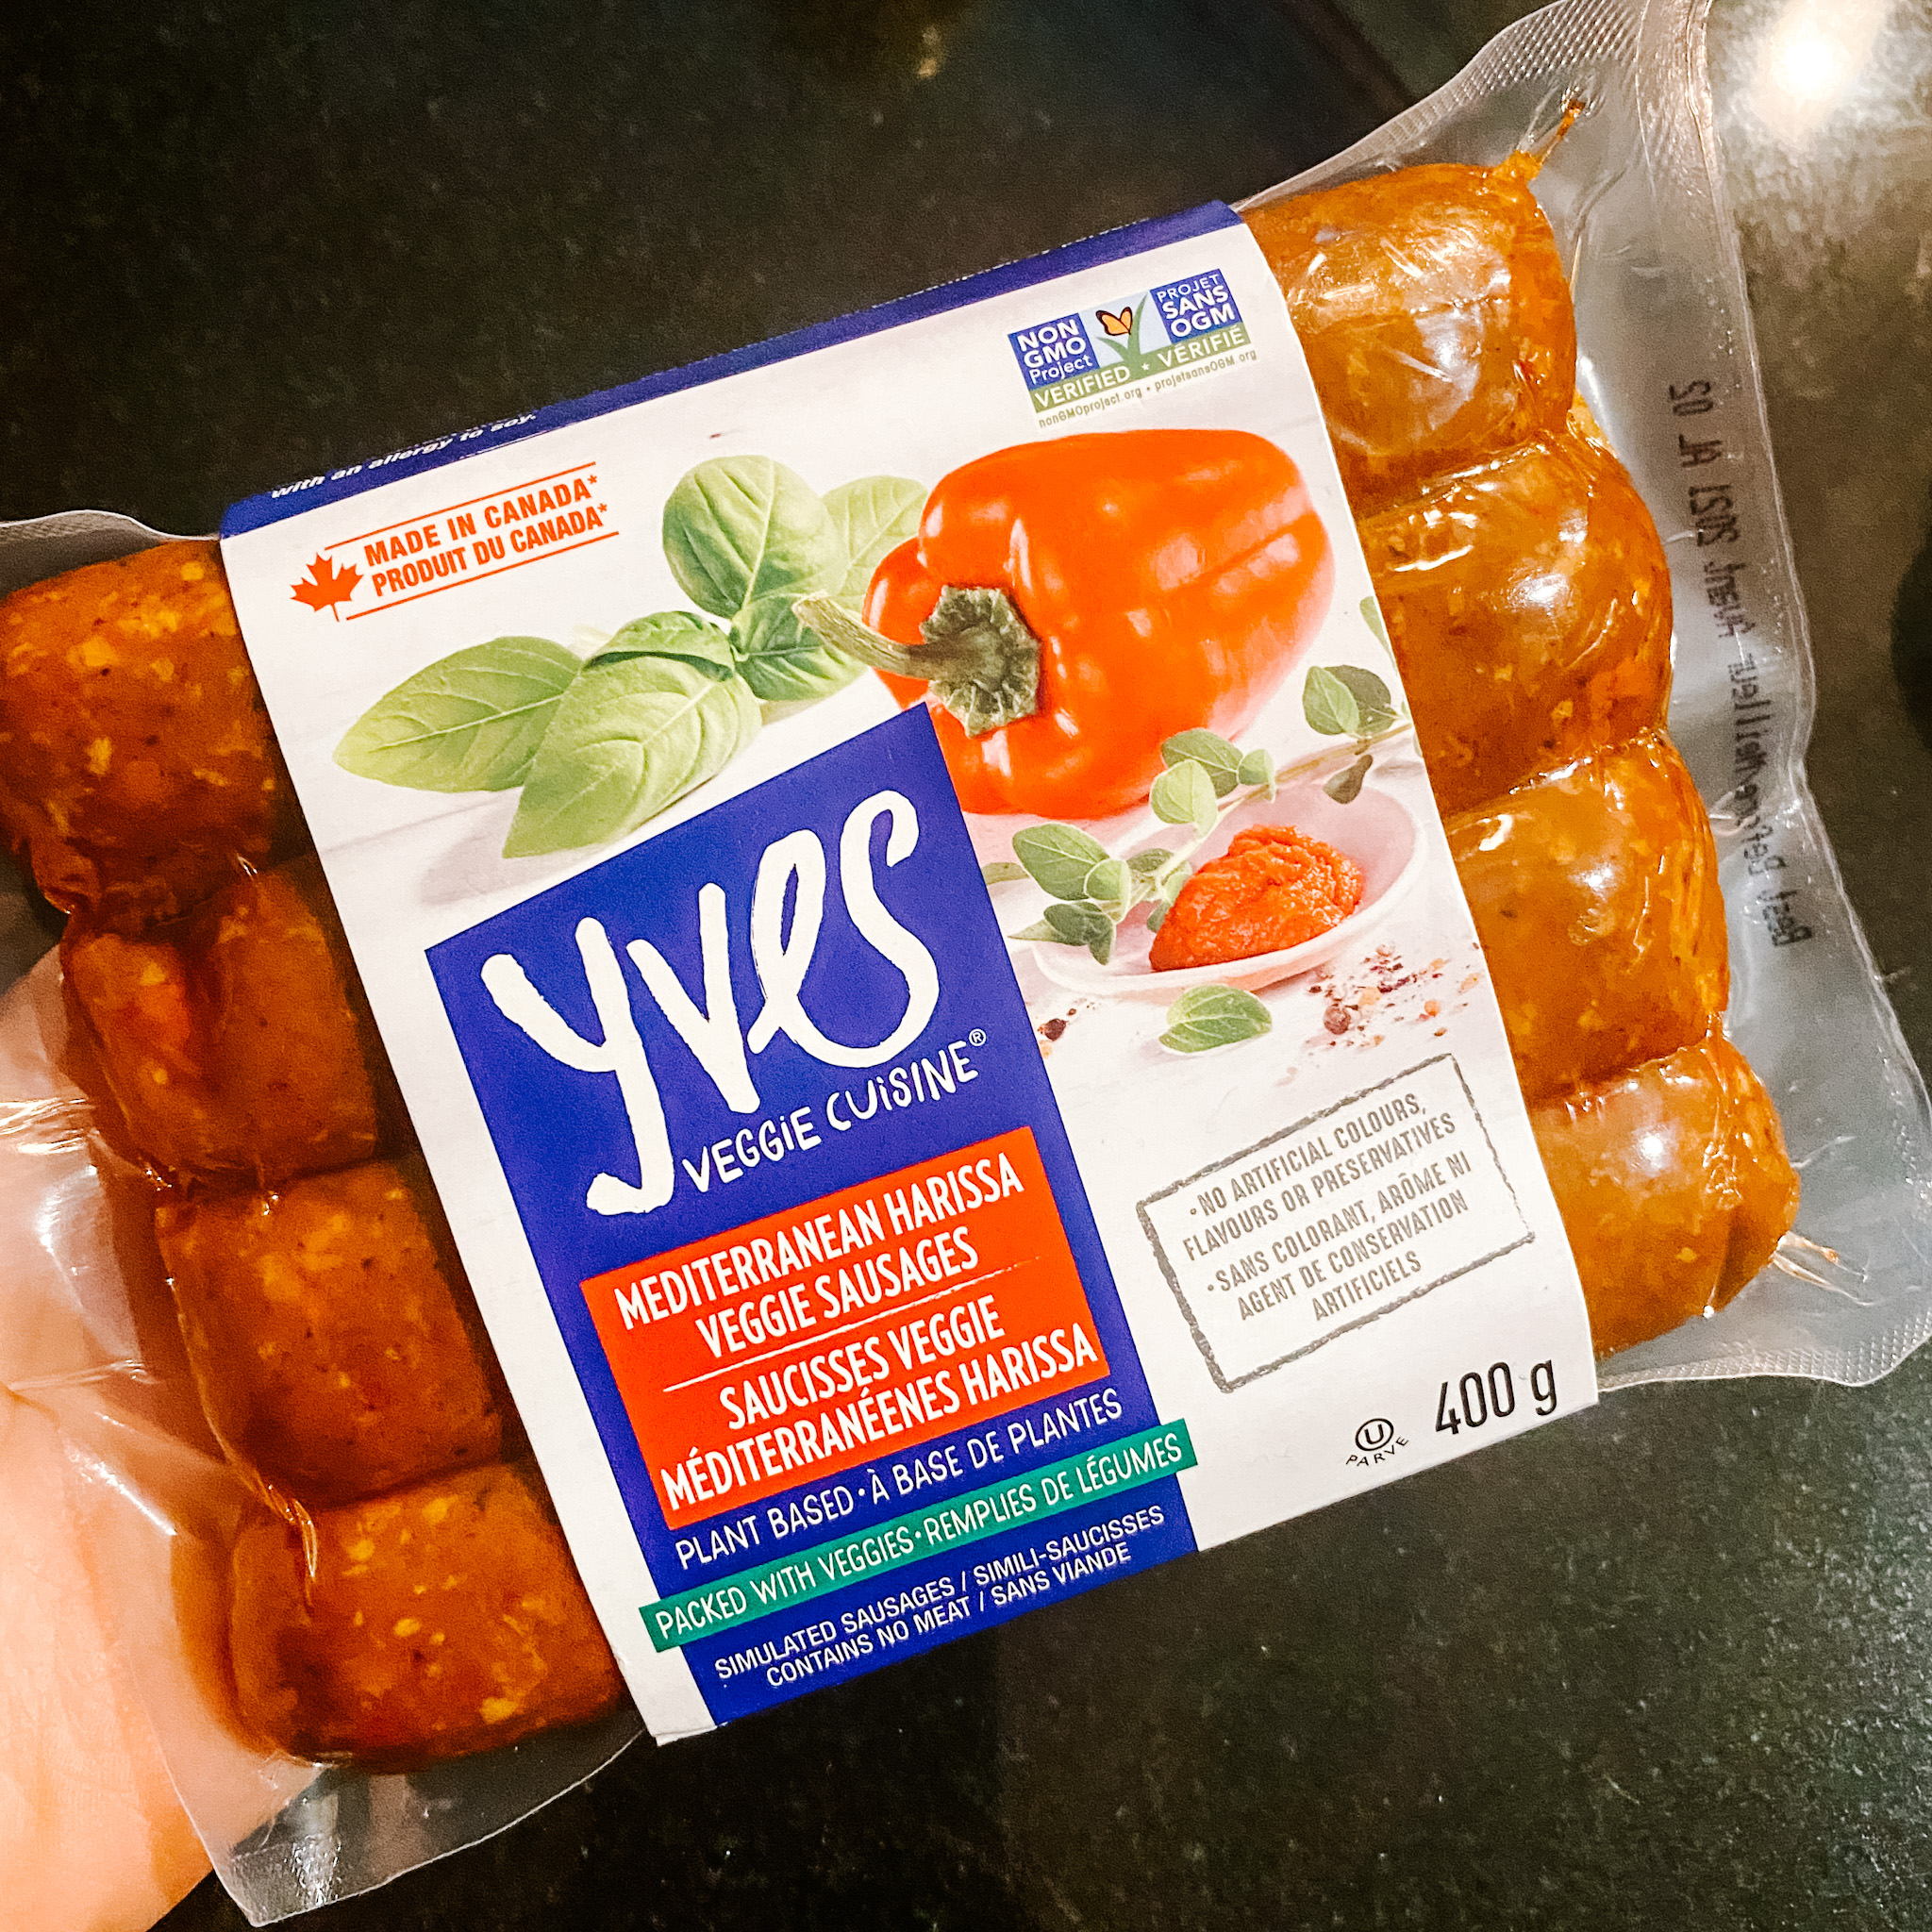 with an allergy to soy.
MADE IN CANADA*
PRODUIT DU CANADA*
NON
GMO
Project
VERIFIED
PROJET
SANS
OGM
VÉRIFIÉ
nonGMOproject.org • projetsansOGM.org
yves
VEGGiE CUiSiNE®
MEDITERRANEAN HARISSA
VEGGIE SAUSAGES
SAUCISSES VEGGIE
MÉDITERRANÉENES HARISSA
PLANT BASED • À BASE DE PLANTES
PACKED WITH VEGGIES • REMPLIES DE LÉGUMES
SIMULATED SAUSAGES / SIMILI-SAUCISSES
CONTAINS NO MEAT / SANS VIANDE
• NO ARTIFICIAL COLOURS,
FLAVOURS OR PRESERVATIVES
• SANS COLORANT, ARÔME NI
AGENT DE CONSERVATION
ARTIFICIELS
U
PARVE
400 g